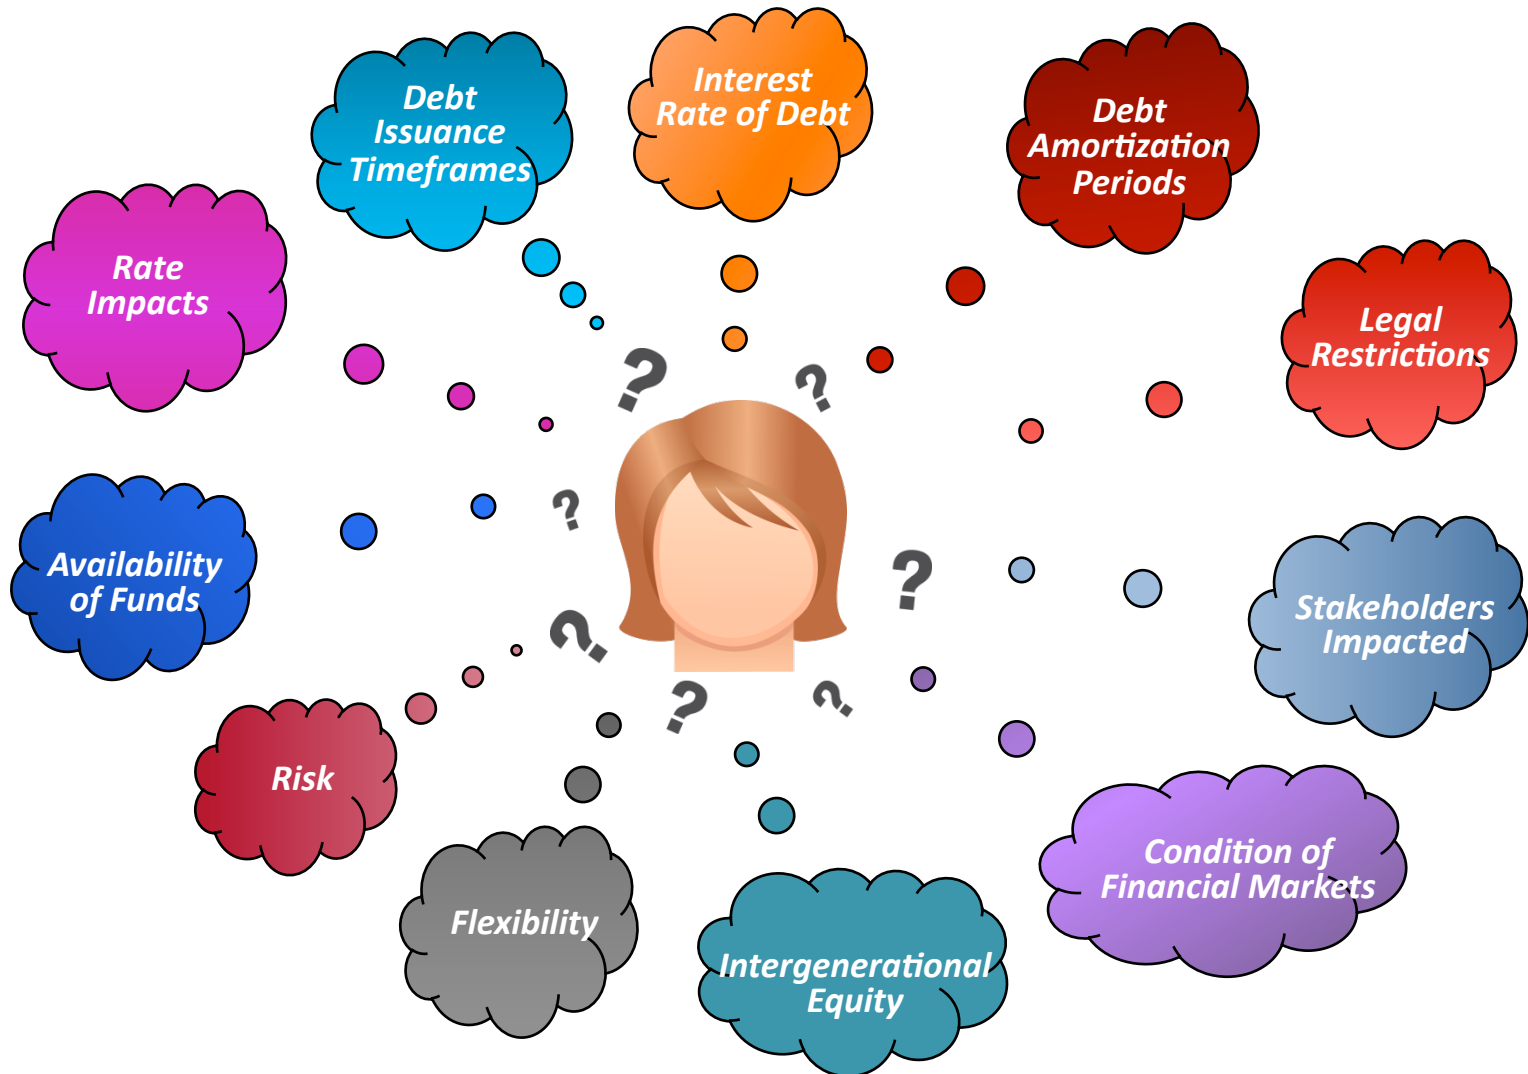 Debt
Issuance
Timeframes
Interest
Rate of Debt
Debt
Amortization
Periods
Rate
Impacts
Legal
Restrictions
?
?
?
Availability
of Funds
?
Stakeholders
Impacted
?
?
?
Risk
Condition of
Financial Markets
Flexibility
Intergenerational
Equity